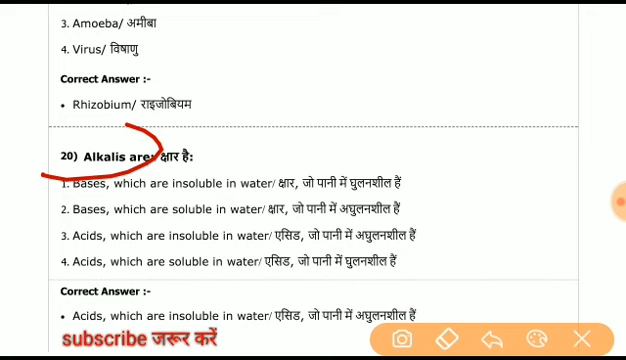 3. Amoeba/ अमीबा
4. Virus/ विषाणु
Correct Answer :-
• Rhizobium/ राइजोबियम
20) Alkalis are: क्षार है:
1. Bases, which are insoluble in water/ क्षार, जो पानी में घुलनशील हैं
2. Bases, which are soluble in water/ क्षार, जो पानी में अघुलनशील हैं
3. Acids, which are insoluble in water/ एसिड, जो पानी में अघुलनशील हैं
4. Acids, which are soluble in water/ एसिड, जो पानी में घुलनशील हैं
Correct Answer :-
• Acids, which are insoluble in water/ एसिड, जो पानी में अघुलनशील हैं
subscribe जरूर करें